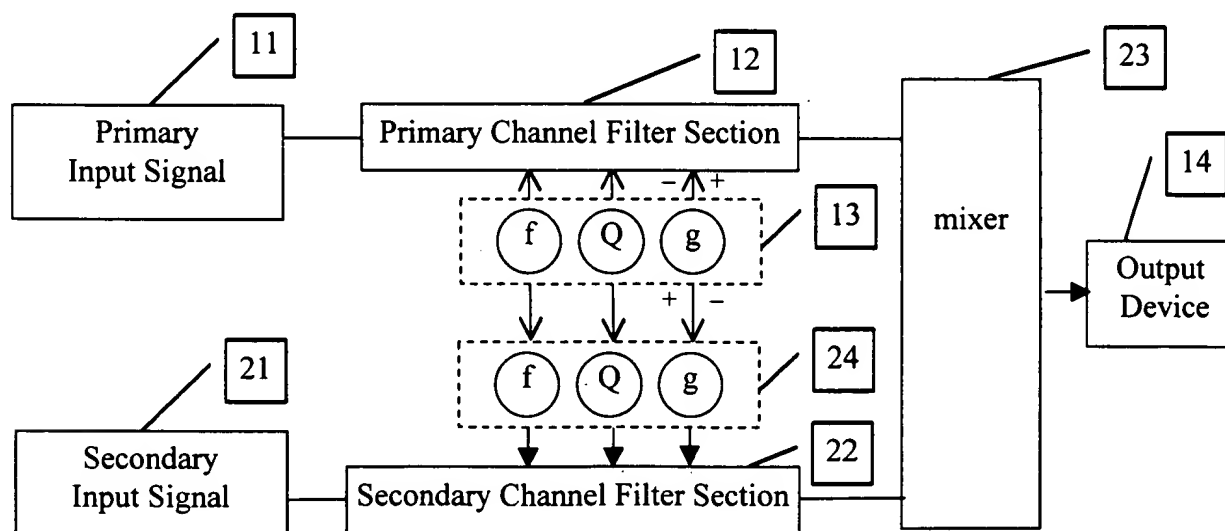 11
12
23
Primary
Input Signal
Primary Channel Filter Section
14
− +
13
f Q g
mixer
Output
Device
+ −
21
f Q g
24
Secondary
Input Signal
22
Secondary Channel Filter Section